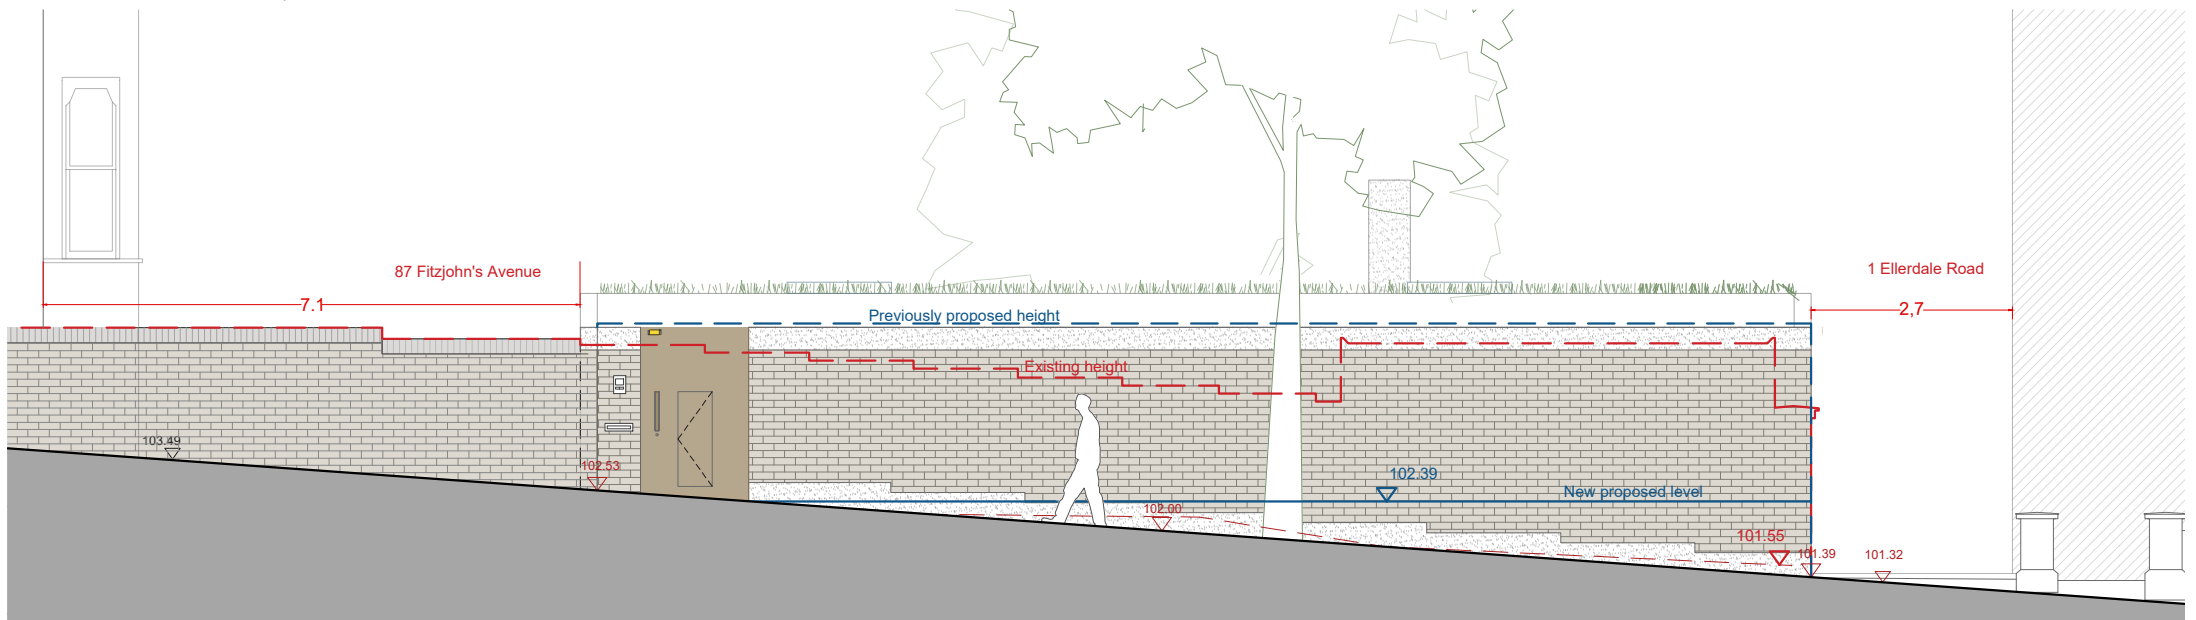 87 Fitzjohn's Avenue
1 Ellerdale Road
7.1
2,7
Previously proposed height
Existing height
103.49
102.53
102.39
New proposed level
102.00
101.55
101.39
101.32